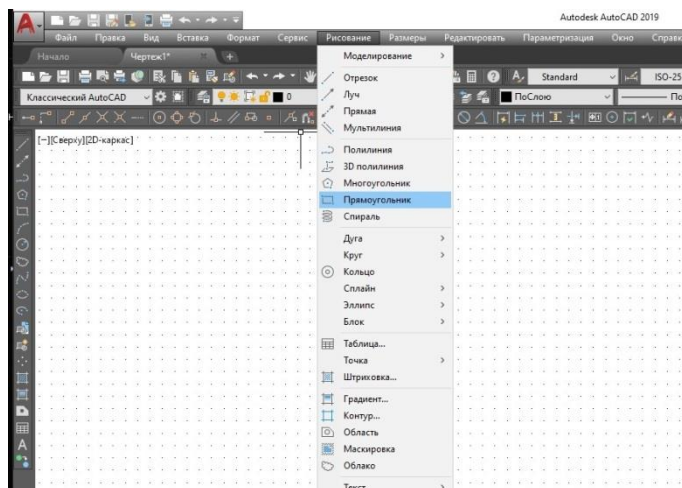 Autodesk AutoCAD 2019
Файл Правка Вид Вставка Формат Сервис Рисование Размеры Редактировать Параметризация Окно Справк
Начало Чертеж1*
Standard ISO-25
Классический AutoCAD 0 ПоСлою По
[−][Сверху][2D-каркас]
Моделирование
Отрезок
Луч
Прямая
Мультилиния
Полилиния
3D полилиния
Многоугольник
Прямоугольник
Спираль
Дуга
Круг
Кольцо
Сплайн
Эллипс
Блок
Таблица...
Точка
Штриховка...
Градиент...
Контур...
Область
Маскировка
Облако
Текст